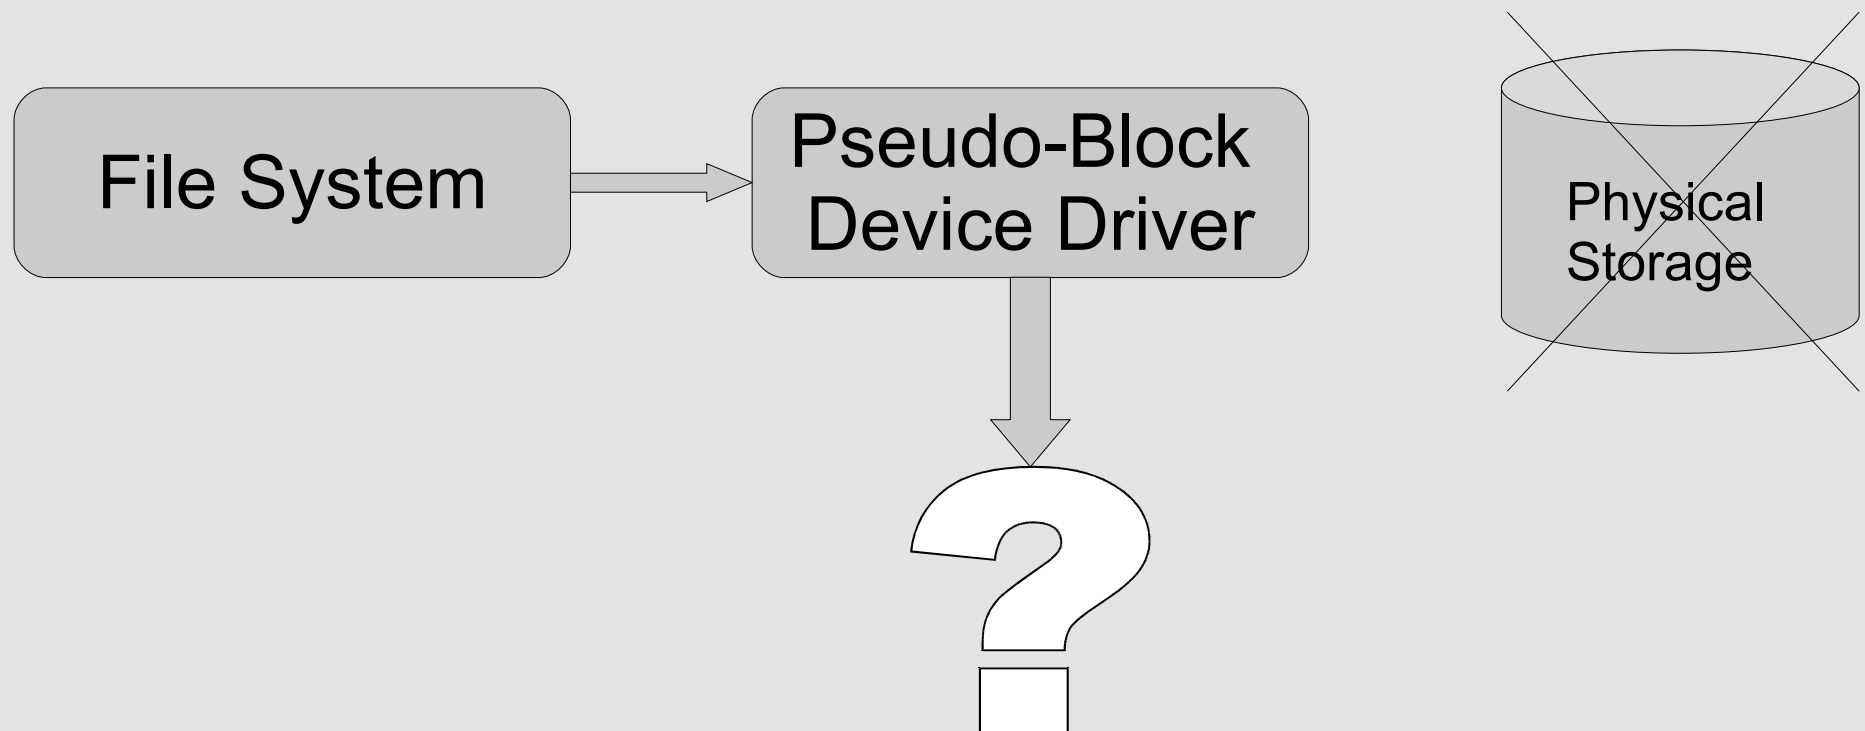 File System
Pseudo-Block
Device Driver
Physical
Storage
?